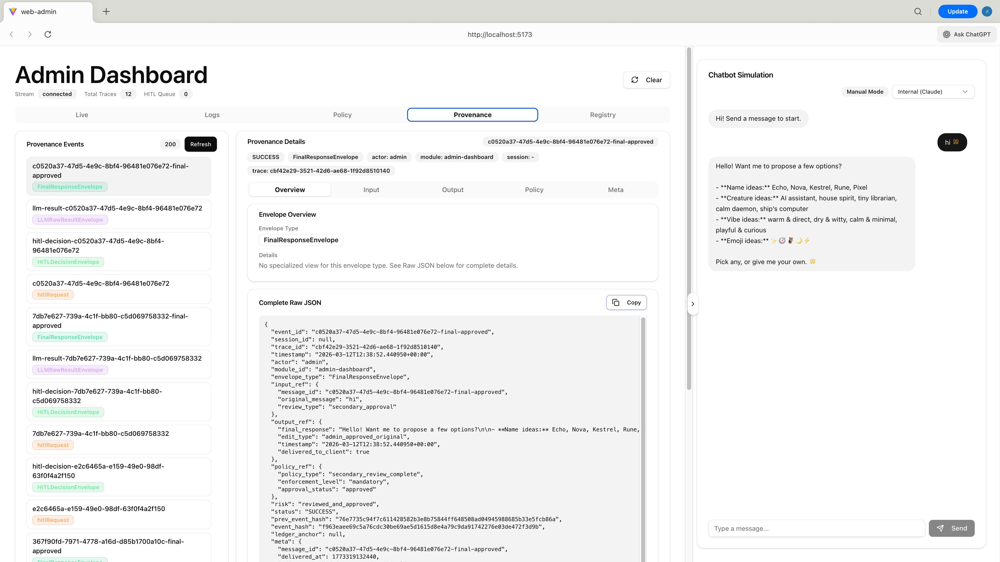 web-admin
Update
JI
http://localhost:5173
Ask ChatGPT
Admin Dashboard
Clear
Stream connected Total Traces 12 HITL Queue 0
Live Logs Policy Provenance Registry
Provenance Events 200 Refresh
c0520a37-47d5-4e9c-8bf4-96481e076e72-final-
approved
FinalResponseEnvelope
llm-result-c0520a37-47d5-4e9c-8bf4-96481e076e72
LLMRawResultEnvelope
hitl-decision-c0520a37-47d5-4e9c-8bf4-
96481e076e72
HITLDecisionEnvelope
c0520a37-47d5-4e9c-8bf4-96481e076e72
hitlRequest
7db7e627-739a-4c1f-bb80-c5d069758332-final-
approved
FinalResponseEnvelope
llm-result-7db7e627-739a-4c1f-bb80-c5d069758332
LLMRawResultEnvelope
hitl-decision-7db7e627-739a-4c1f-bb80-
c5d069758332
HITLDecisionEnvelope
7db7e627-739a-4c1f-bb80-c5d069758332
hitlRequest
hitl-decision-e2c6465a-e159-49e0-98df-
63f0f4a2f150
HITLDecisionEnvelope
e2c6465a-e159-49e0-98df-63f0f4a2f150
hitlRequest
367f90fd-7971-4778-a16d-d85b1700a10c-final-
approved
Provenance Details c0520a37-47d5-4e9c-8bf4-96481e076e72-final-approved
SUCCESS FinalResponseEnvelope actor: admin module: admin-dashboard session: -
trace: cbf42e29-3521-42d6-ae68-1f92d8510140
Overview Input Output Policy Meta
Envelope Overview
Envelope Type
FinalResponseEnvelope
Details
No specialized view for this envelope type. See Raw JSON below for complete details.
Complete Raw JSON Copy
{
"event_id": "c0520a37-47d5-4e9c-8bf4-96481e076e72-final-approved",
"session_id": null,
"trace_id": "cbf42e29-3521-42d6-ae68-1f92d8510140",
"timestamp": "2026-03-12T12:38:52.440950+00:00",
"actor": "admin",
"module_id": "admin-dashboard",
"envelope_type": "FinalResponseEnvelope",
"input_ref": {
"message_id": "c0520a37-47d5-4e9c-8bf4-96481e076e72-final-approved",
"original_message": "hi",
"review_type": "secondary_approval"
},
"output_ref": {
"final_response": "Hello! Want me to propose a few options?\n\n- **Name ideas:** Echo, Nova, Kestrel, Rune,
"edit_type": "admin_approved_original",
"timestamp": "2026-03-12T12:38:52.440950+00:00",
"delivered_to_client": true
},
"policy_ref": {
"policy_type": "secondary_review_complete",
"enforcement_level": "mandatory",
"approval_status": "approved"
},
"risk": "reviewed_and_approved",
"status": "SUCCESS",
"prev_event_hash": "76e7735c94f7c611428582b3e8b75844ff648508ad04945988685b33e5fcb86a",
"event_hash": "f963eaee69c5a76cdc30be69ae5d1615d8e4a79c9da91742276e03de472f3d9b",
"ledger_anchor": null,
"meta": {
"message_id": "c0520a37-47d5-4e9c-8bf4-96481e076e72-final-approved",
"delivered_at": 1773319132440,
Chatbot Simulation
Manual Mode Internal (Claude)
Hi! Send a message to start.
hi
Hello! Want me to propose a few options?
- **Name ideas:** Echo, Nova, Kestrel, Rune, Pixel
- **Creature ideas:** AI assistant, house spirit, tiny librarian,
calm daemon, ship’s computer
- **Vibe ideas:** warm & direct, dry & witty, calm & minimal,
playful & curious
- **Emoji ideas:** ✨ 🧭 🦉 🌙 ⚡
Pick any, or give me your own.
Type a message... Send